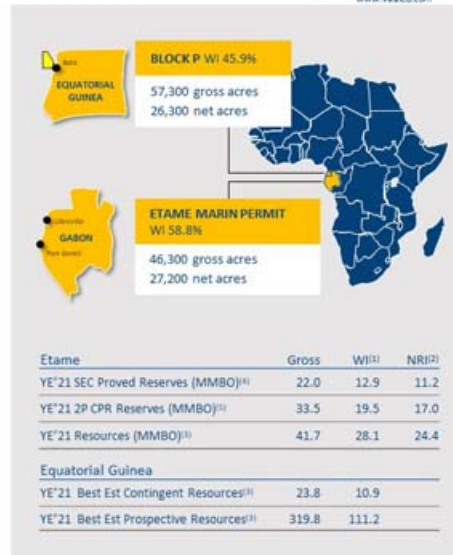 EQUATORIAL
GUINEA
BLOCK P WI 45.9%
57,300 gross acres
26,300 net acres
GABON
ETAME MARIN PERMIT
WI 58.8%
46,300 gross acres
27,200 net acres
Etame Gross WI(1) NRI(2)
YE'21 SEC Proved Reserves (MMBO)(4) 22.0 12.9 11.2
YE'21 2P CPR Reserves (MMBO)(5) 33.5 19.5 17.0
YE'21 Resources (MMBO)(3) 41.7 28.1 24.4
Equatorial Guinea
YE'21 Best Est Contingent Resources(3) 23.8 10.9
YE'21 Best Est Prospective Resources(3) 319.8 111.2